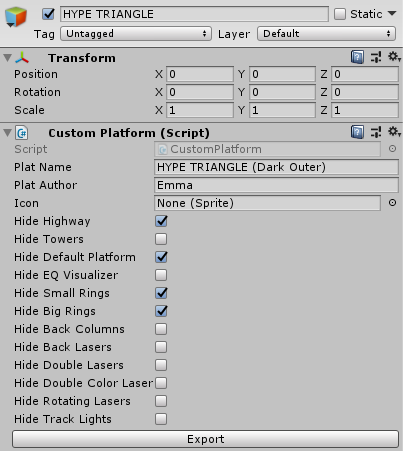 HYPE TRIANGLE Static
Tag Untagged Layer Default
Transform
Position X 0 Y 0 Z 0
Rotation X 0 Y 0 Z 0
Scale X 1 Y 1 Z 1
Custom Platform (Script)
Script CustomPlatform
Plat Name HYPE TRIANGLE (Dark Outer)
Plat Author Emma
Icon None (Sprite)
Hide Highway
Hide Towers
Hide Default Platform
Hide EQ Visualizer
Hide Small Rings
Hide Big Rings
Hide Back Columns
Hide Back Lasers
Hide Double Lasers
Hide Double Color Laser
Hide Rotating Lasers
Hide Track Lights
Export